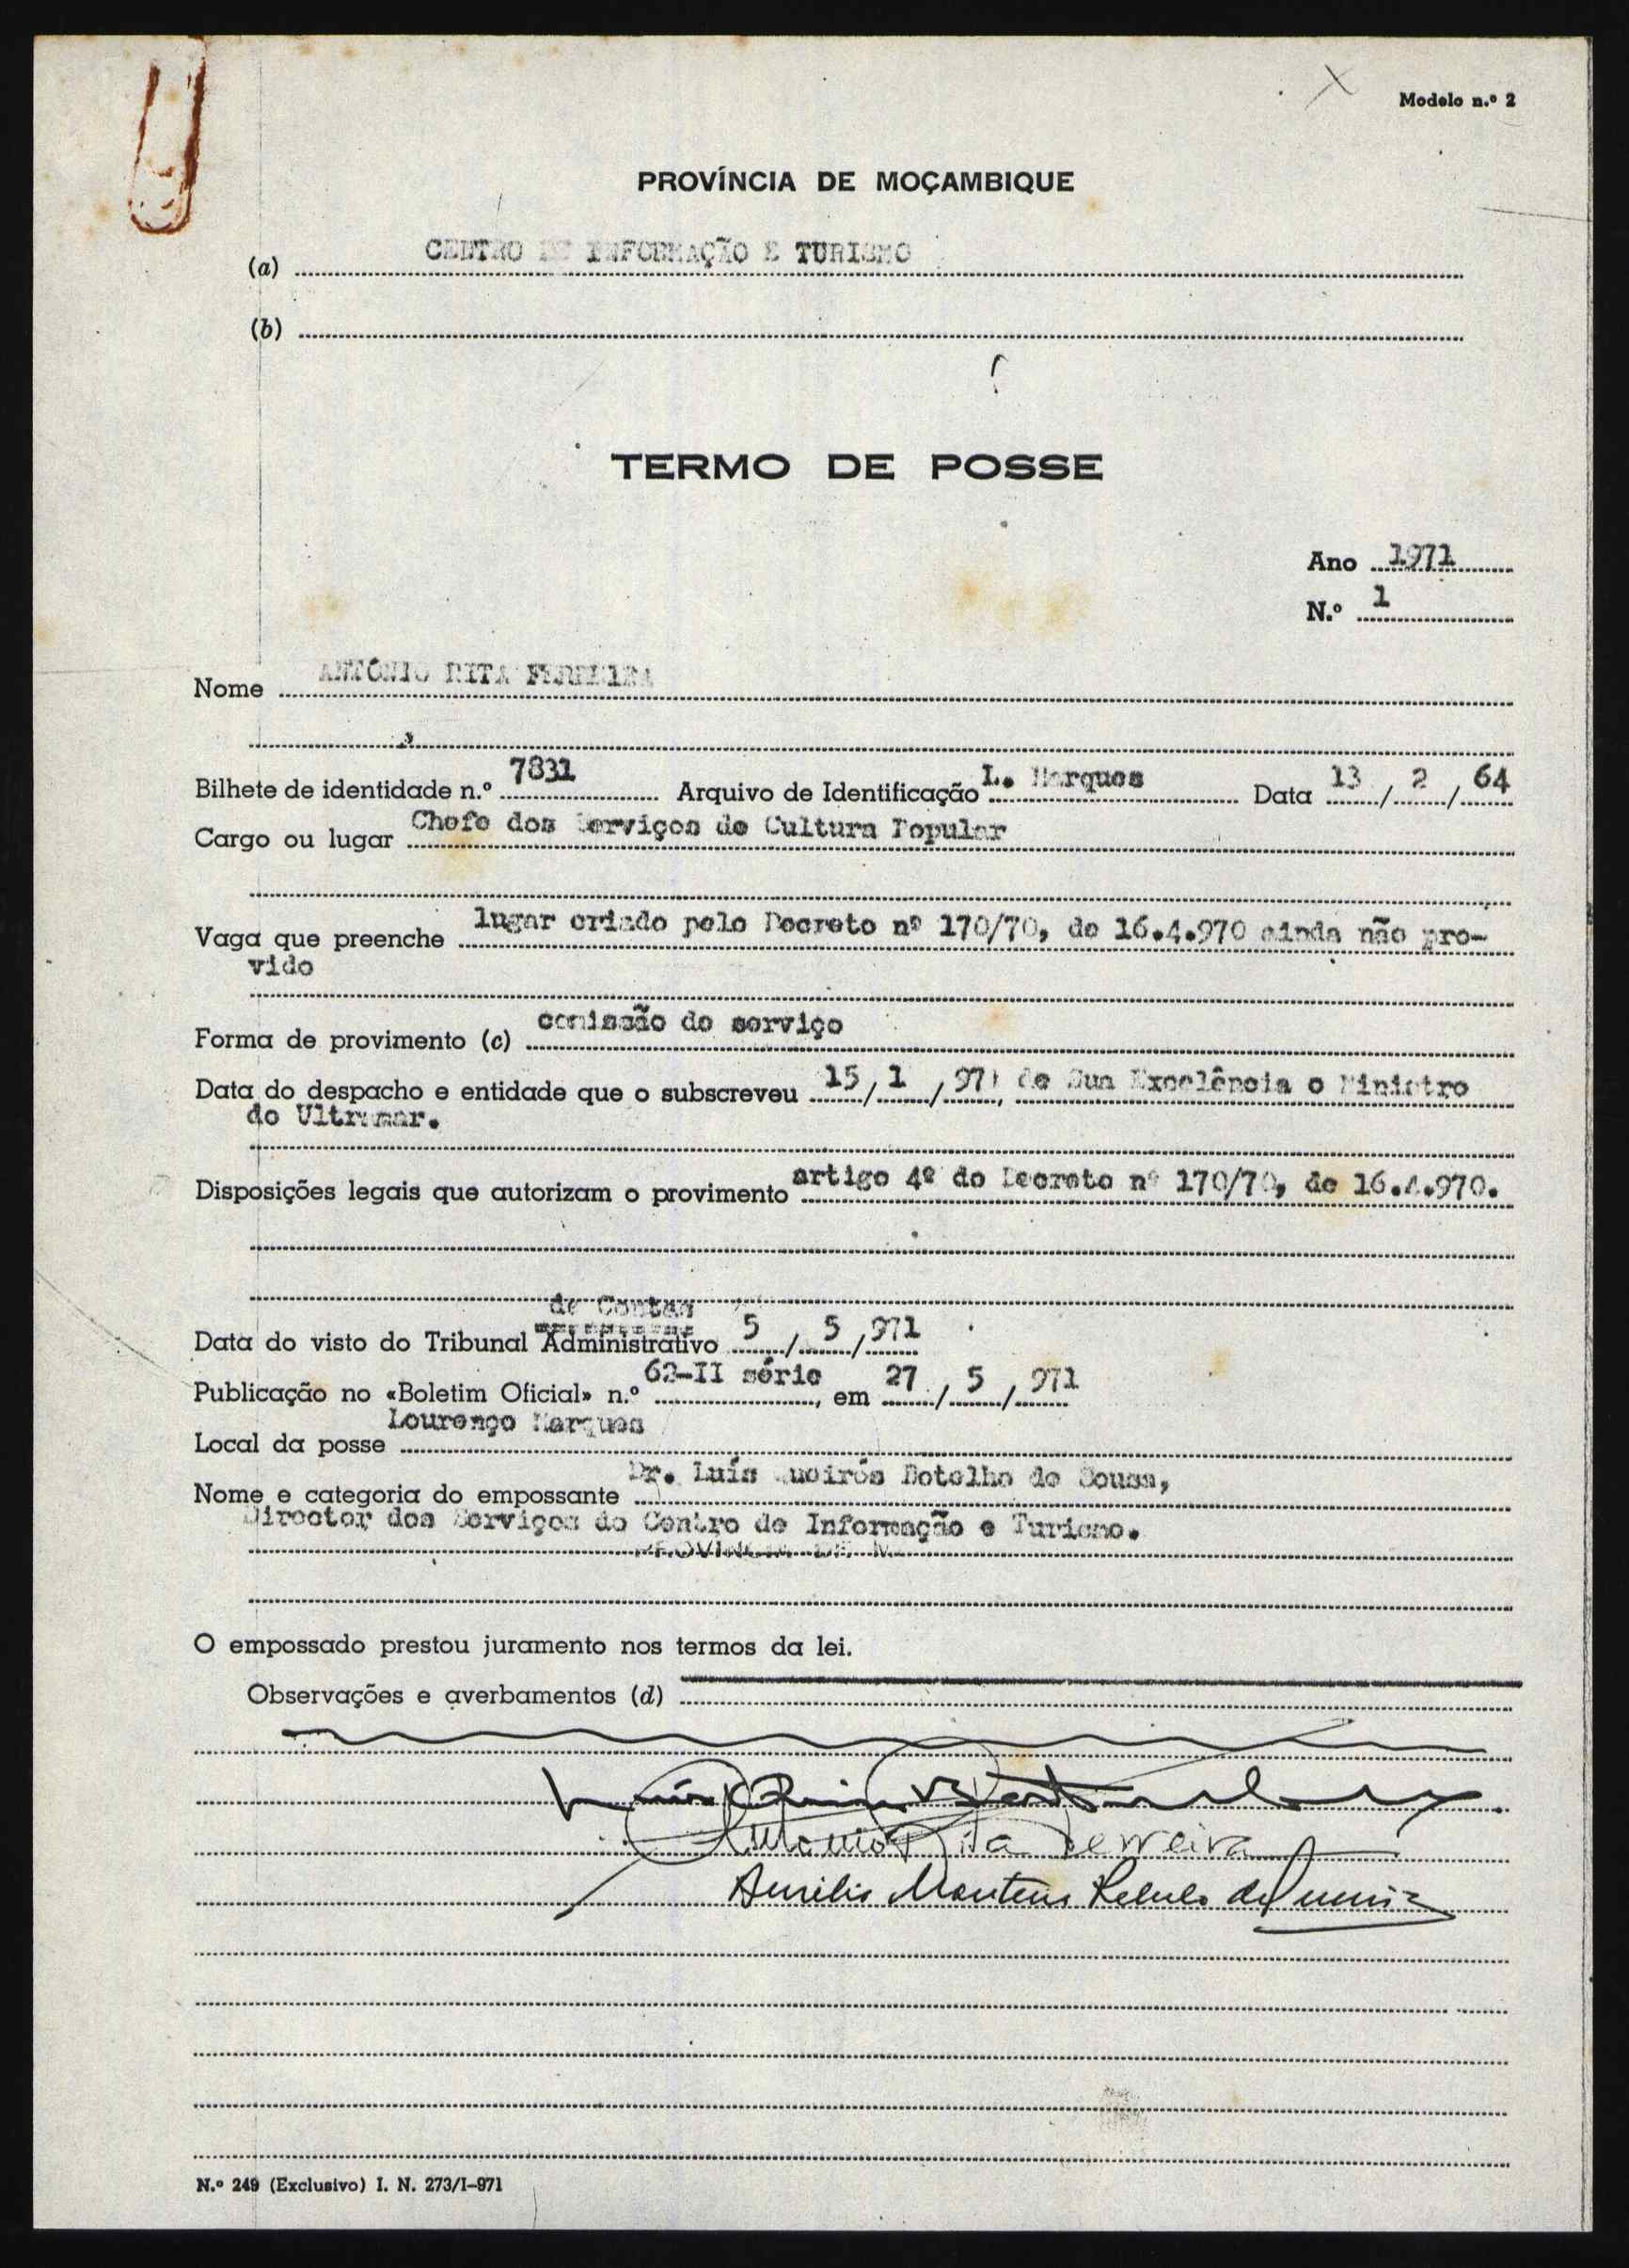 Modelo n.º 2
PROVÍNCIA DE MOÇAMBIQUE
(a) CENTRO DE INFORMAÇÃO E TURISMO
(b)
TERMO DE POSSE
Ano 1971
N.º 1
Nome ANTÓNIO RITA FERREIRA
Bilhete de identidade n.º 7831 Arquivo de Identificação L. Marques Data 13 / 2 / 64
Cargo ou lugar Chefe dos Serviços de Cultura Popular
Vaga que preenche lugar criado pelo Decreto nº 170/70, de 16.4.970 ainda não pro-
vido
Forma de provimento (c) comissão de serviço
Data do despacho e entidade que o subscreveu 15 / 1 / 971, de Sua Excelência o Ministro
do Ultramar.
Disposições legais que autorizam o provimento artigo 4º do Decreto nº 170/70, de 16.4.970.
de Contas
Data do visto do Tribunal Administrativo 5 / 5 / 971
Publicação no «Boletim Oficial» n.º 62-II série, em 27 / 5 / 971
Local da posse Lourenço Marques
Nome e categoria do empossante Dr. Luís Queirós Botelho de Sousa,
Director dos Serviços do Centro de Informação e Turismo.
PROVÍNCIA DE M
O empossado prestou juramento nos termos da lei.
Observações e averbamentos (d)
António Rita Ferreira
N.º 249 (Exclusivo) I. N. 273/I-971